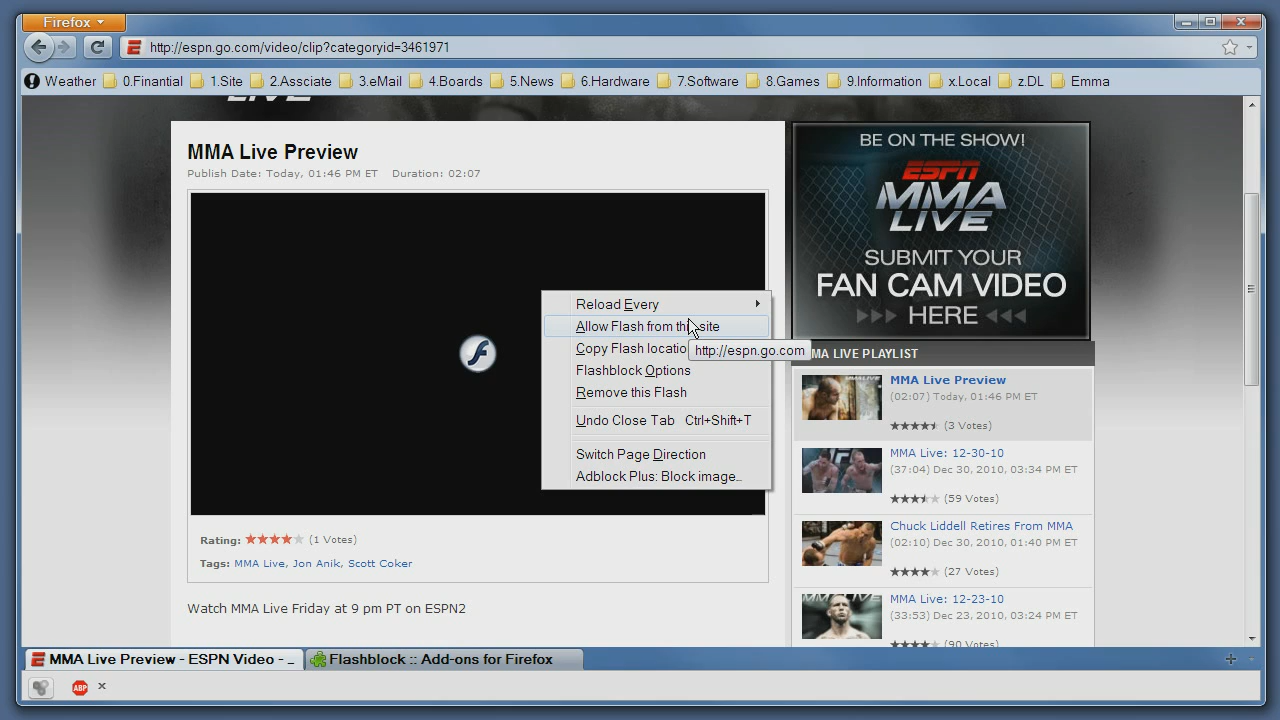 Firefox
http://espn.go.com/video/clip?categoryid=3461971
Weather 0.Finantial 1.Site 2.Assciate 3.eMail 4.Boards 5.News 6.Hardware 7.Software 8.Games 9.Information x.Local z.DL Emma
LIVE
MMA Live Preview
Publish Date: Today, 01:46 PM ET Duration: 02:07
Reload Every
Allow Flash from this site
Copy Flash locatio
http://espn.go.com
Flashblock Options
Remove this Flash
Undo Close Tab Ctrl+Shift+T
Switch Page Direction
Adblock Plus: Block image...
Rating: (1 Votes)
Tags: MMA Live, Jon Anik, Scott Coker
Watch MMA Live Friday at 9 pm PT on ESPN2
BE ON THE SHOW!
ESPN
MMA
LIVE
SUBMIT YOUR
FAN CAM VIDEO
HERE
MA LIVE PLAYLIST
MMA Live Preview
(02:07) Today, 01:46 PM ET
(3 Votes)
MMA Live: 12-30-10
(37:04) Dec 30, 2010, 03:34 PM ET
(59 Votes)
Chuck Liddell Retires From MMA
(02:10) Dec 30, 2010, 01:40 PM ET
(27 Votes)
MMA Live: 12-23-10
(33:53) Dec 23, 2010, 03:24 PM ET
(90 Votes)
MMA Live Preview - ESPN Video - ...
Flashblock :: Add-ons for Firefox
ABP